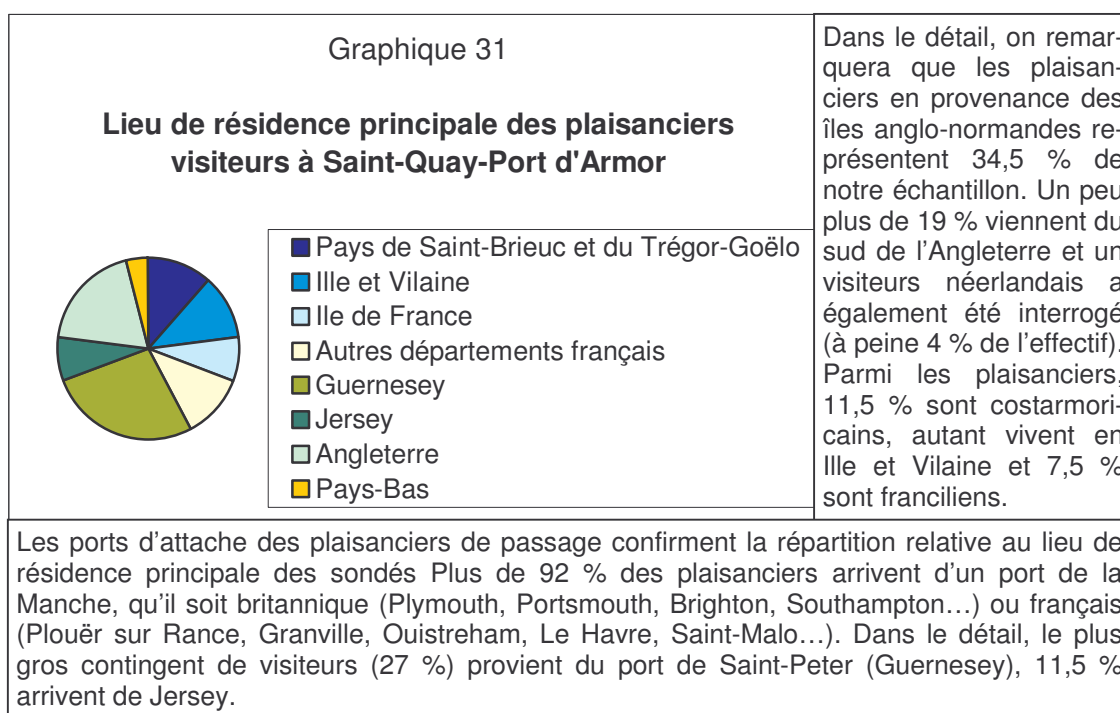 Graphique 31
Lieu de résidence principale des plaisanciers
visiteurs à Saint-Quay-Port d'Armor
Pays de Saint-Brieuc et du Trégor-Goëlo
Ille et Vilaine
Ile de France
Autres départements français
Guernesey
Jersey
Angleterre
Pays-Bas
Dans le détail, on remar-
quera que les plaisan-
ciers en provenance des
îles anglo-normandes re-
présentent 34,5 % de
notre échantillon. Un peu
plus de 19 % viennent du
sud de l'Angleterre et un
visiteurs néerlandais a
également été interrogé
(à peine 4 % de l'effectif).
Parmi les plaisanciers,
11,5 % sont costarmori-
cains, autant vivent en
Ille et Vilaine et 7,5 %
sont franciliens.
Les ports d'attache des plaisanciers de passage confirment la répartition relative au lieu de
résidence principale des sondés Plus de 92 % des plaisanciers arrivent d'un port de la
Manche, qu'il soit britannique (Plymouth, Portsmouth, Brighton, Southampton…) ou français
(Plouër sur Rance, Granville, Ouistreham, Le Havre, Saint-Malo…). Dans le détail, le plus
gros contingent de visiteurs (27 %) provient du port de Saint-Peter (Guernesey), 11,5 %
arrivent de Jersey.